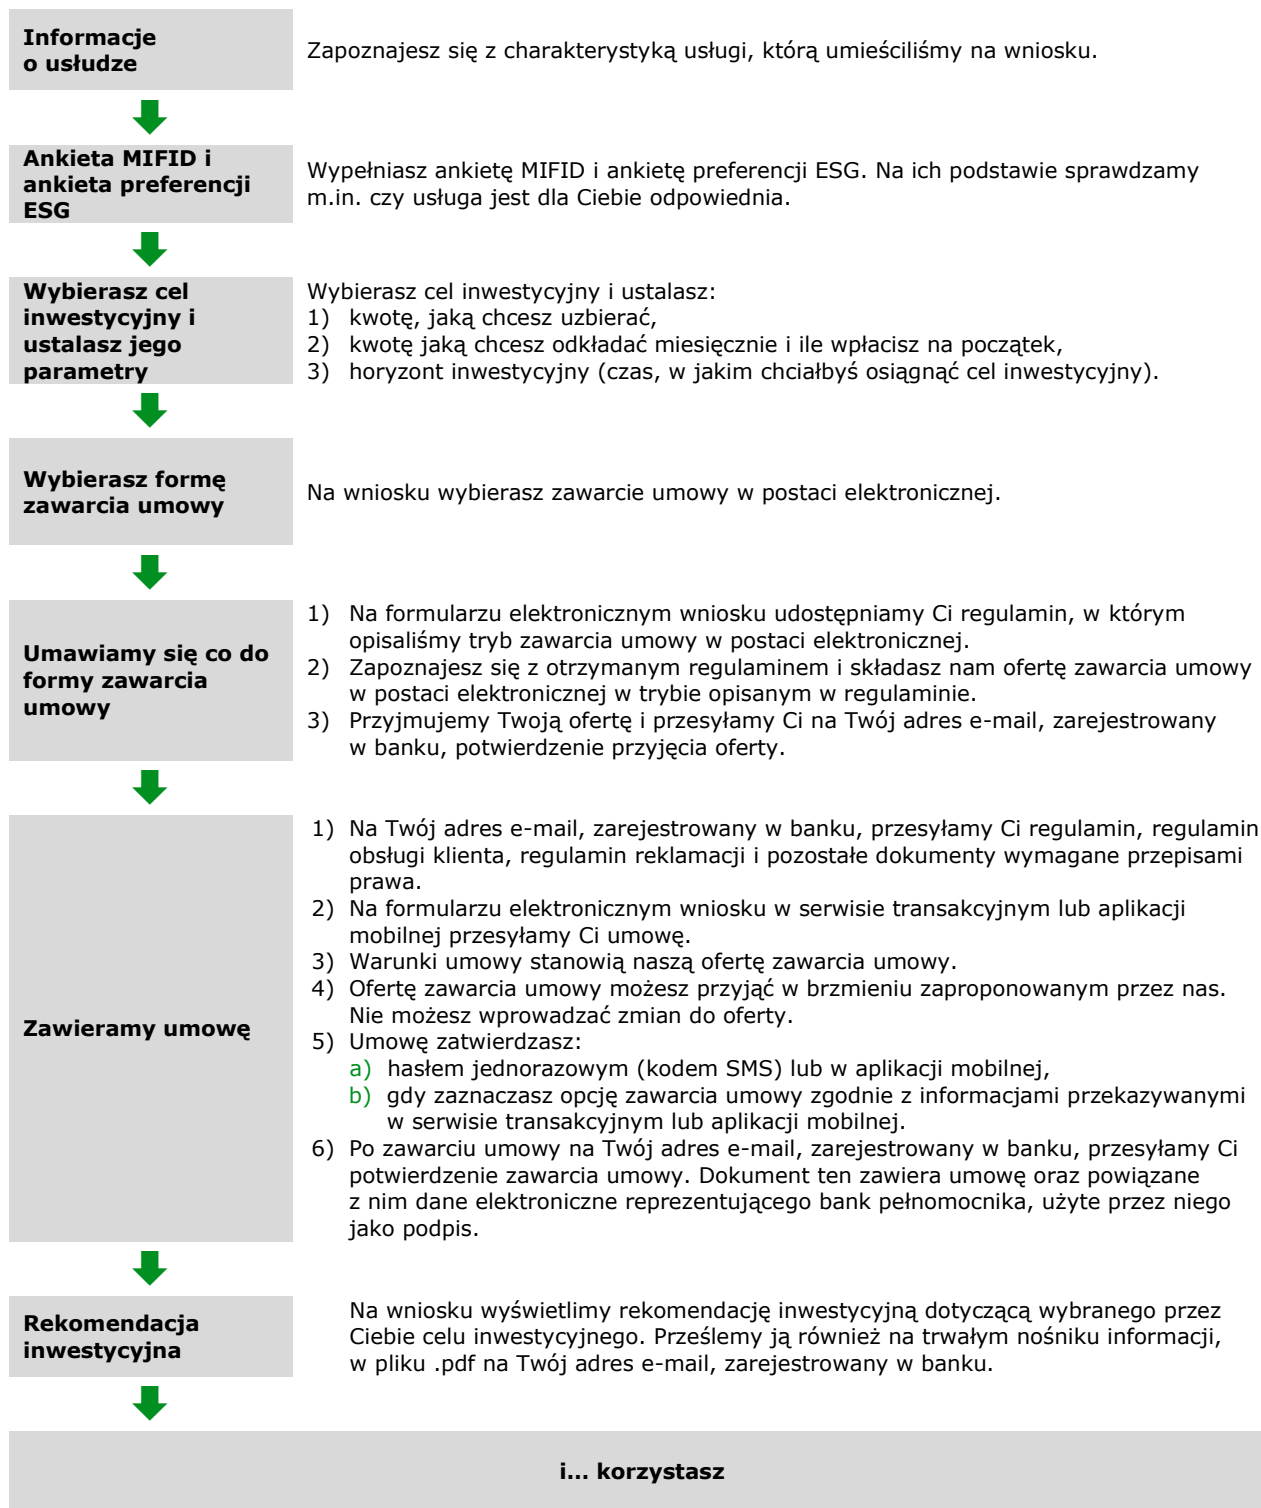 Informacje
o usłudze
Zapoznajesz się z charakterystyką usługi, którą umieściliśmy na wniosku.
Ankieta MIFID i
ankieta preferencji
ESG
Wypełniasz ankietę MIFID i ankietę preferencji ESG. Na ich podstawie sprawdzamy
m.in. czy usługa jest dla Ciebie odpowiednia.
Wybierasz cel
inwestycyjny i
ustalasz jego
parametry
Wybierasz cel inwestycyjny i ustalasz:
1) kwotę, jaką chcesz uzbierać,
2) kwotę jaką chcesz odkładać miesięcznie i ile wpłacisz na początek,
3) horyzont inwestycyjny (czas, w jakim chciałbyś osiągnąć cel inwestycyjny).
Wybierasz formę
zawarcia umowy
Na wniosku wybierasz zawarcie umowy w postaci elektronicznej.
Umawiamy się co do
formy zawarcia
umowy
1) Na formularzu elektronicznym wniosku udostępniamy Ci regulamin, w którym
opisaliśmy tryb zawarcia umowy w postaci elektronicznej.
2) Zapoznajesz się z otrzymanym regulaminem i składasz nam ofertę zawarcia umowy
w postaci elektronicznej w trybie opisanym w regulaminie.
3) Przyjmujemy Twoją ofertę i przesyłamy Ci na Twój adres e-mail, zarejestrowany
w banku, potwierdzenie przyjęcia oferty.
Zawieramy umowę
1) Na Twój adres e-mail, zarejestrowany w banku, przesyłamy Ci regulamin, regulamin
obsługi klienta, regulamin reklamacji i pozostałe dokumenty wymagane przepisami
prawa.
2) Na formularzu elektronicznym wniosku w serwisie transakcyjnym lub aplikacji
mobilnej przesyłamy Ci umowę.
3) Warunki umowy stanowią naszą ofertę zawarcia umowy.
4) Ofertę zawarcia umowy możesz przyjąć w brzmieniu zaproponowanym przez nas.
Nie możesz wprowadzać zmian do oferty.
5) Umowę zatwierdzasz:
a) hasłem jednorazowym (kodem SMS) lub w aplikacji mobilnej,
b) gdy zaznaczasz opcję zawarcia umowy zgodnie z informacjami przekazywanymi
w serwisie transakcyjnym lub aplikacji mobilnej.
6) Po zawarciu umowy na Twój adres e-mail, zarejestrowany w banku, przesyłamy Ci
potwierdzenie zawarcia umowy. Dokument ten zawiera umowę oraz powiązane
z nim dane elektroniczne reprezentującego bank pełnomocnika, użyte przez niego
jako podpis.
Rekomendacja
inwestycyjna
Na wniosku wyświetlimy rekomendację inwestycyjną dotyczącą wybranego przez
Ciebie celu inwestycyjnego. Prześlemy ją również na trwałym nośniku informacji,
w pliku .pdf na Twój adres e-mail, zarejestrowany w banku.
i... korzystasz